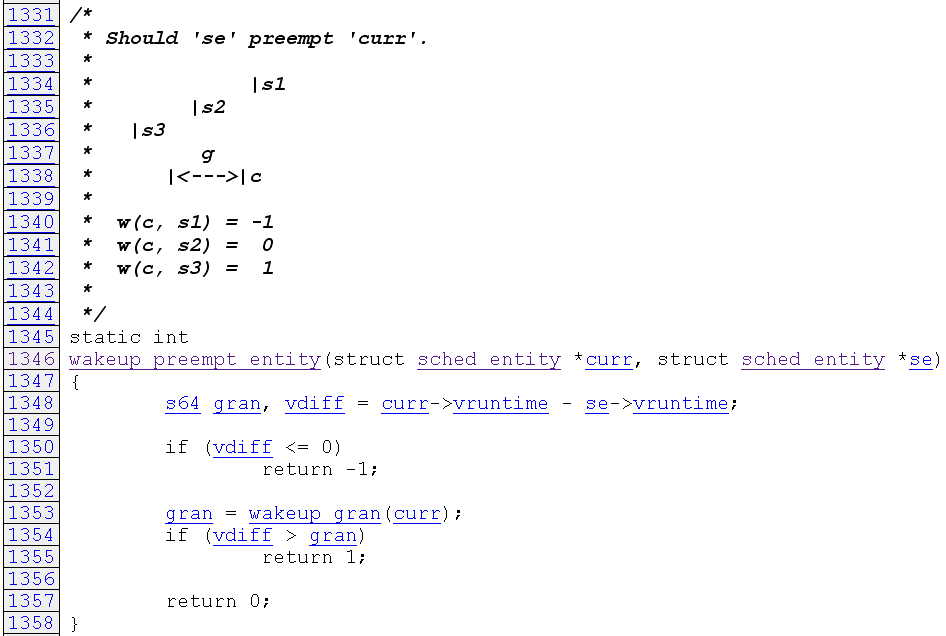 1331 /*
1332  * Should 'se' preempt 'curr'.
1333  *
1334  *             |s1
1335  *        |s2
1336  *   |s3
1337  *         g
1338  *      |<--->|c
1339  *
1340  *  w(c, s1) = -1
1341  *  w(c, s2) =  0
1342  *  w(c, s3) =  1
1343  *
1344  */
1345 static int
1346 wakeup_preempt_entity(struct sched_entity *curr, struct sched_entity *se)
1347 {
1348         s64 gran, vdiff = curr->vruntime - se->vruntime;
1349
1350         if (vdiff <= 0)
1351                 return -1;
1352
1353         gran = wakeup_gran(curr);
1354         if (vdiff > gran)
1355                 return 1;
1356
1357         return 0;
1358 }